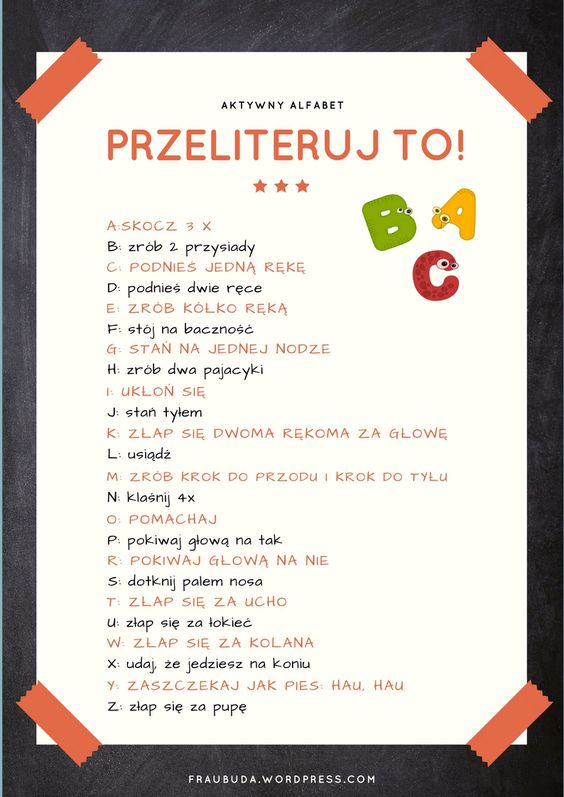 AKTYWNY ALFABET
PRZELITERUJ TO!
B A
C
A:SKOCZ 3 X
B: zrób 2 przysiady
C: PODNIEŚ JEDNĄ RĘKĘ
D: podnieś dwie ręce
E: ZRÓB KÓŁKO RĘKĄ
F: stój na baczność
G: STAŃ NA JEDNEJ NODZE
H: zrób dwa pajacyki
I: UKŁOŃ SIĘ
J: stań tyłem
K: ZŁAP SIĘ DWOMA RĘKOMA ZA GŁOWĘ
L: usiądź
M: ZRÓB KROK DO PRZODU I KROK DO TYŁU
N: klaśnij 4x
O: POMACHAJ
P: pokiwaj głową na tak
R: POKIWAJ GŁOWĄ NA NIE
S: dotknij palem nosa
T: ZŁAP SIĘ ZA UCHO
U: złap się za łokieć
W: ZŁAP SIĘ ZA KOLANA
X: udaj, że jedziesz na koniu
Y: ZASZCZEKAJ JAK PIES: HAU, HAU
Z: złap się za pupę
FRAUBUDA.WORDPRESS.COM